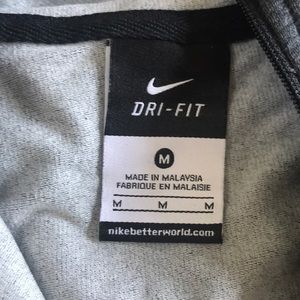 DRI-FIT
M
MADE IN MALAYSIA
FABRIQUE EN MALAISIE
M M M
nikebetterworld.com